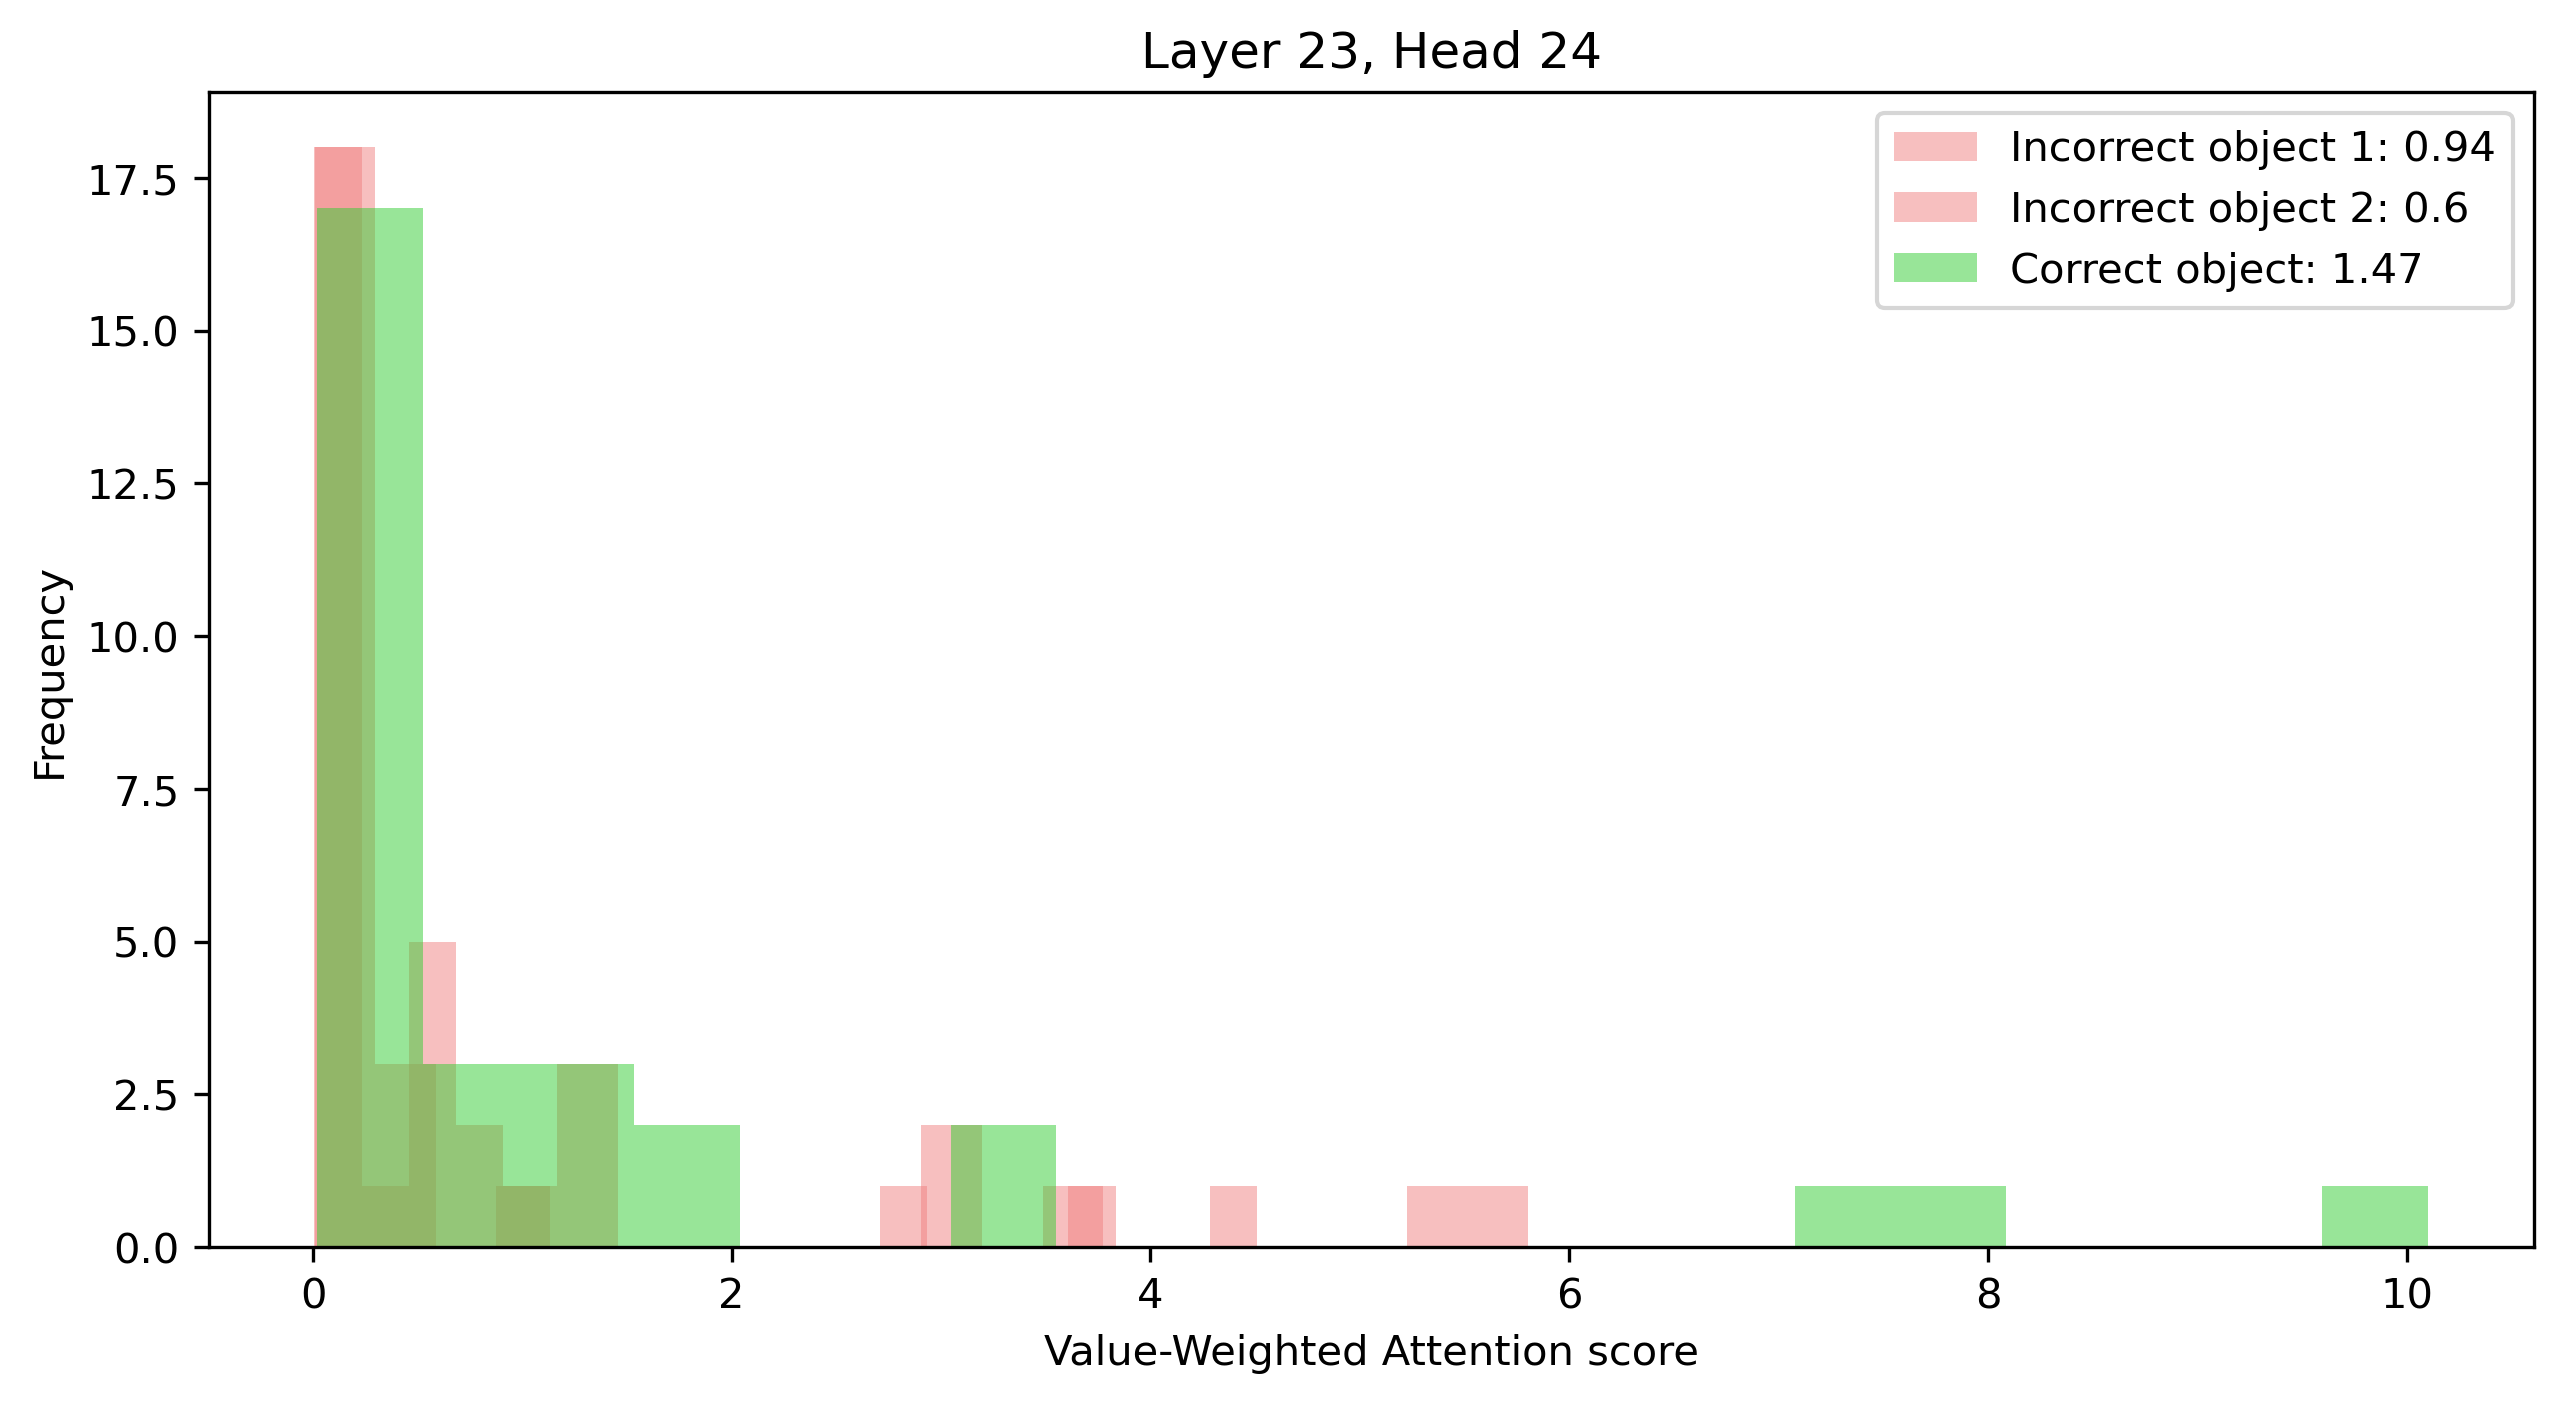 Layer 23, Head 24
Incorrect object 1: 0.94
Incorrect object 2: 0.6
Correct object: 1.47
Frequency
17.5
15.0
12.5
10.0
7.5
5.0
2.5
0.0
0 2 4 6 8 10
Value-Weighted Attention score